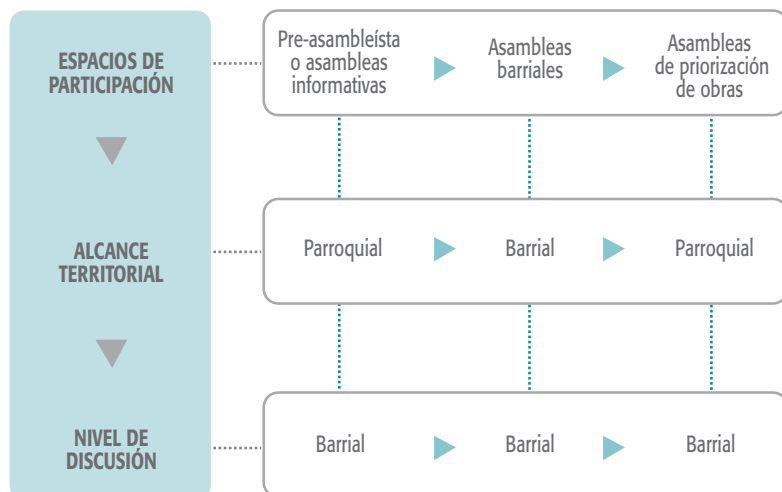 ESPACIOS DE
PARTICIPACIÓN
Pre-asambleísta
o asambleas
informativas
Asambleas
barriales
Asambleas
de priorización
de obras
ALCANCE
TERRITORIAL
Parroquial
Barrial
Parroquial
NIVEL DE
DISCUSIÓN
Barrial
Barrial
Barrial